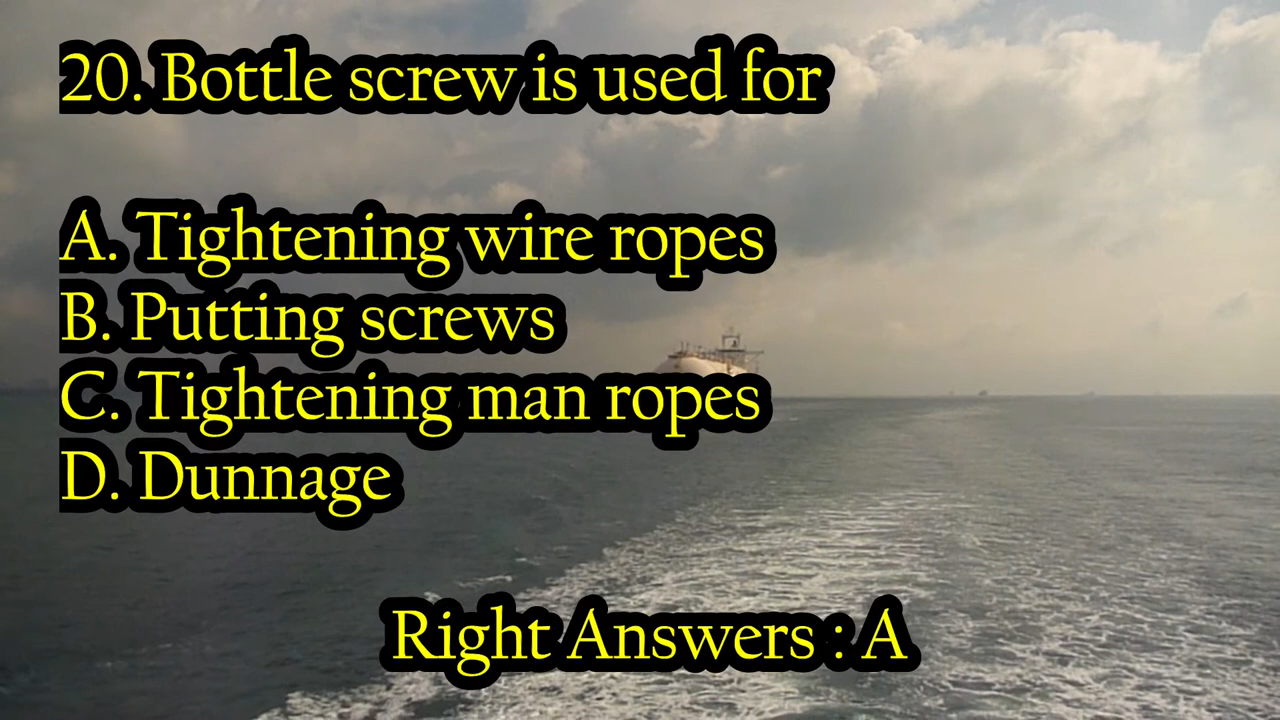 20. Bottle screw is used for
A. Tightening wire ropes
B. Putting screws
C. Tightening man ropes
D. Dunnage
Right Answers : A